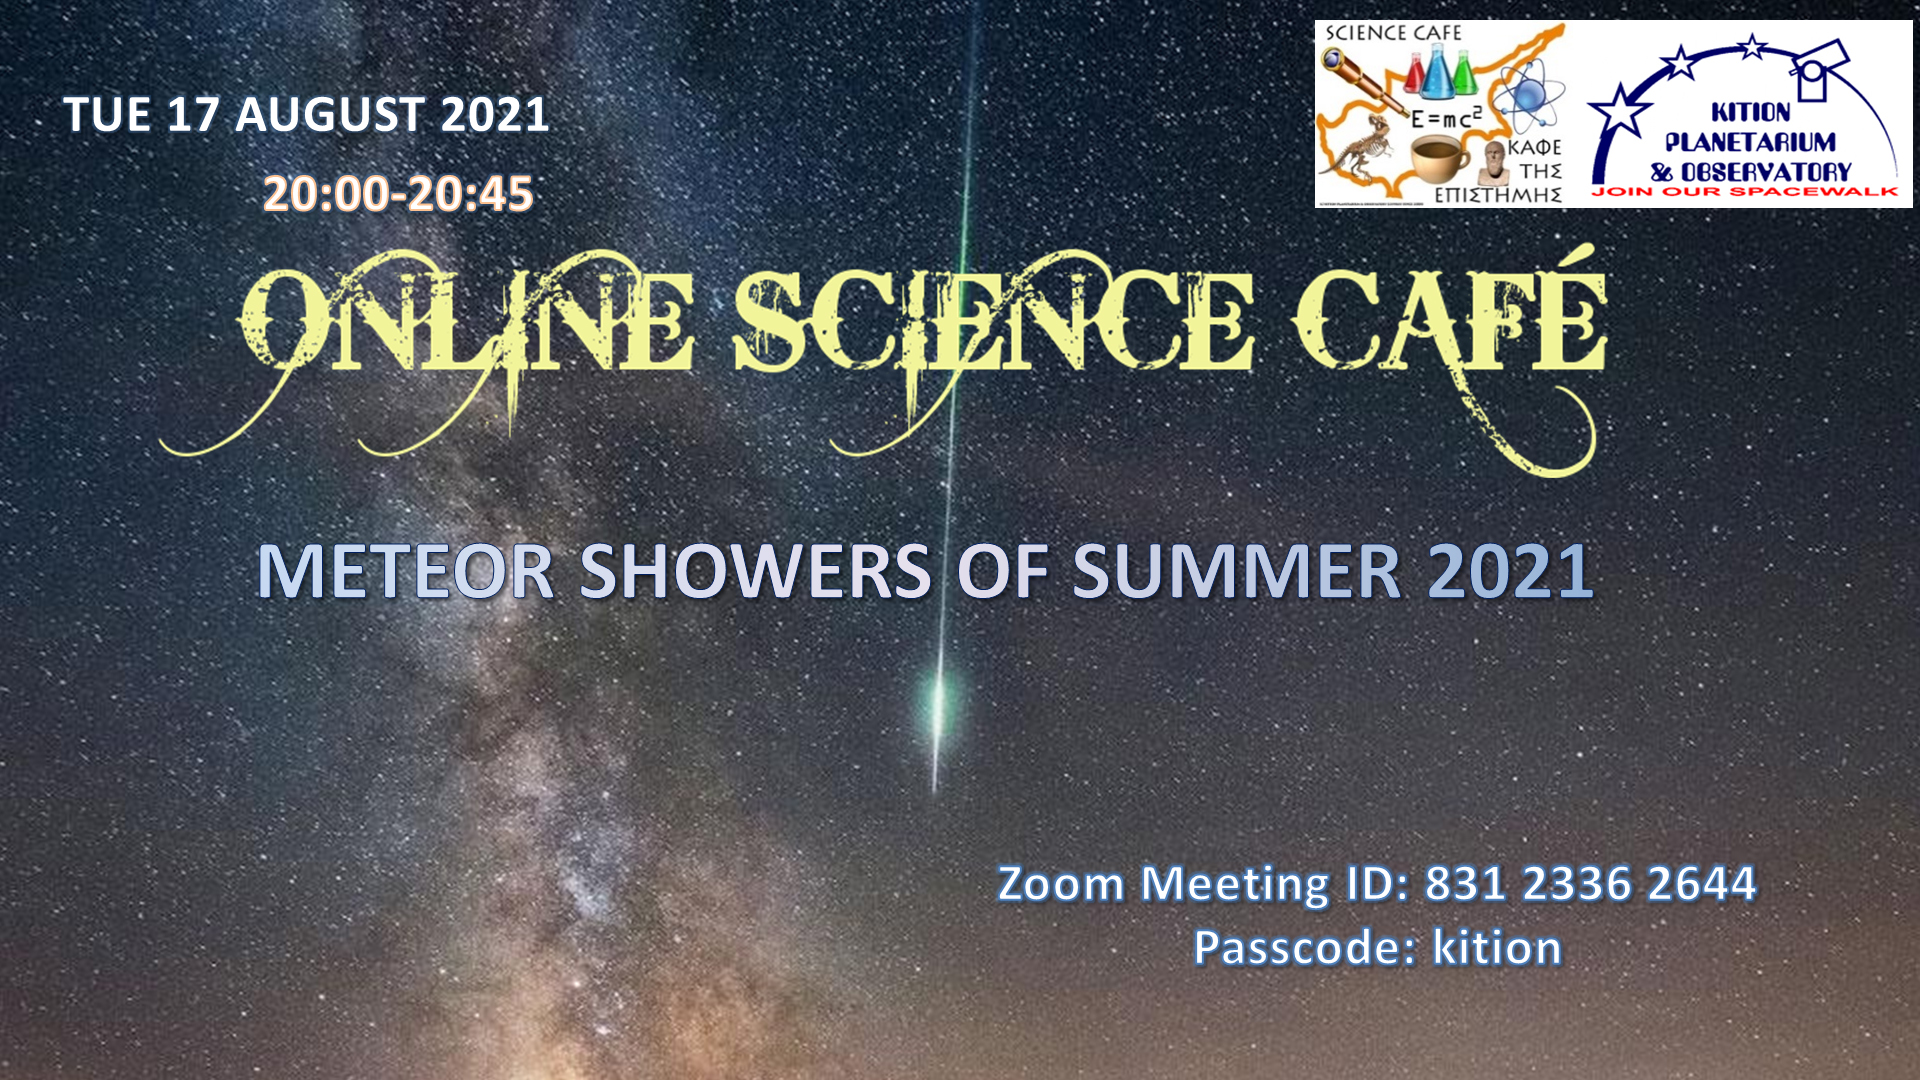 TUE 17 AUGUST 2021
20:00-20:45
SCIENCE CAFE
E=mc²
ΚΑΦΕ
ΤΗΣ
ΕΠΙΣΤΗΜΗΣ
KITION
PLANETARIUM
& OBSERVATORY
JOIN OUR SPACEWALK
ONLINE SCIENCE CAFÉ
METEOR SHOWERS OF SUMMER 2021
Zoom Meeting ID: 831 2336 2644
Passcode: kition